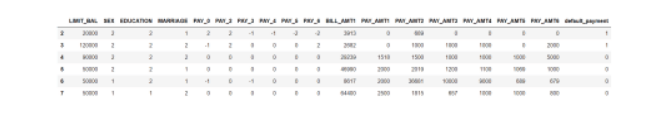 LIMIT_BAL SEX EDUCATION MARRIAGE PAY_0 PAY_2 PAY_3 PAY_4 PAY_5 PAY_6 BILL_AMT1 PAY_AMT1 PAY_AMT2 PAY_AMT3 PAY_AMT4 PAY_AMT5 PAY_AMT6 default_payment
2 20000 2 2 1 2 2 -1 -1 -2 -2 3913 0 689 0 0 0 0 1
3 120000 2 2 2 -1 2 0 0 0 2 2682 0 1000 1000 1000 0 2000 1
4 90000 2 2 2 0 0 0 0 0 0 29239 1518 1500 1000 1000 1000 5000 0
5 50000 2 2 1 0 0 0 0 0 0 46990 2000 2019 1200 1100 1069 1000 0
6 50000 1 2 1 -1 0 -1 0 0 0 8617 2000 36681 10000 9000 689 679 0
7 50000 1 1 2 0 0 0 0 0 0 64400 2500 1815 657 1000 1000 800 0